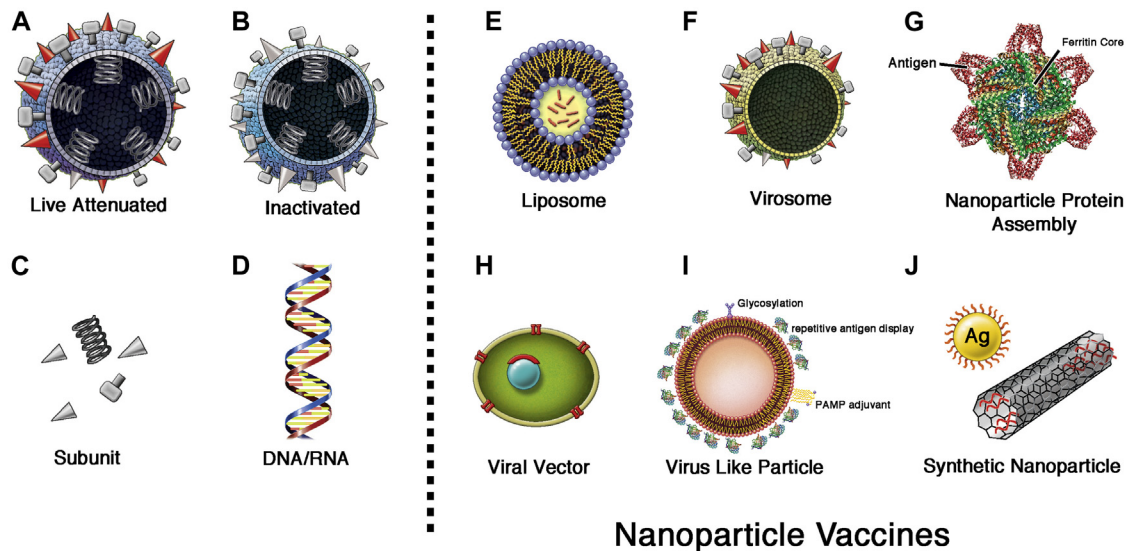 A
Live Attenuated
B
Inactivated
C
Subunit
D
DNA/RNA
E
Liposome
F
Virosome
G
Antigen
Ferritin Core
Nanoparticle Protein
Assembly
H
Viral Vector
I
Glycosylation
repetitive antigen display
PAMP adjuvant
Virus Like Particle
J
Ag
Synthetic Nanoparticle
Nanoparticle Vaccines